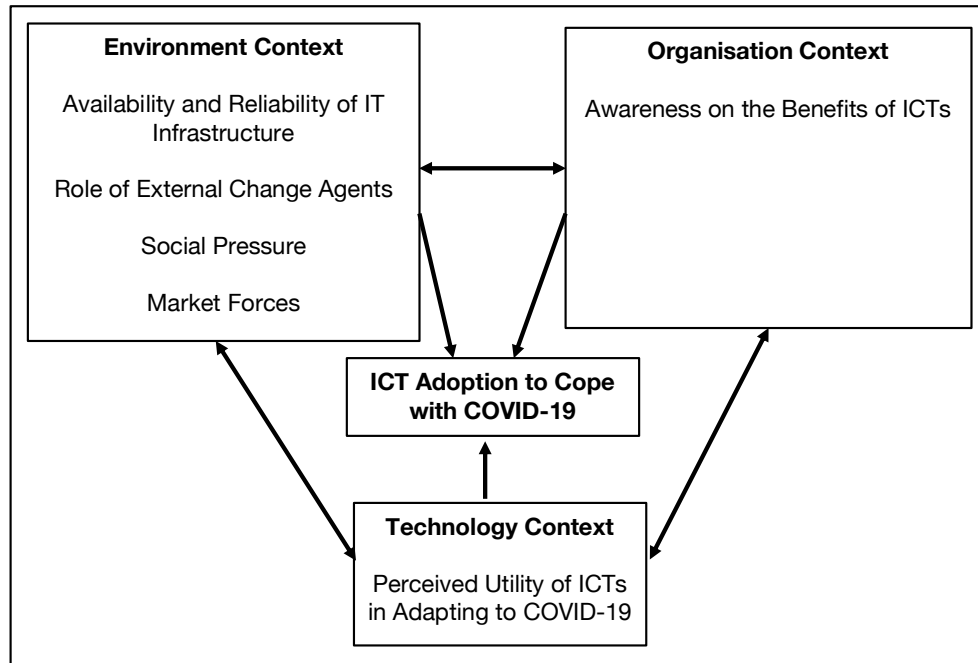 Environment Context
Availability and Reliability of IT
Infrastructure
Role of External Change Agents
Social Pressure
Market Forces
Organisation Context
Awareness on the Benefits of ICTs
ICT Adoption to Cope
with COVID-19
Technology Context
Perceived Utility of ICTs
in Adapting to COVID-19